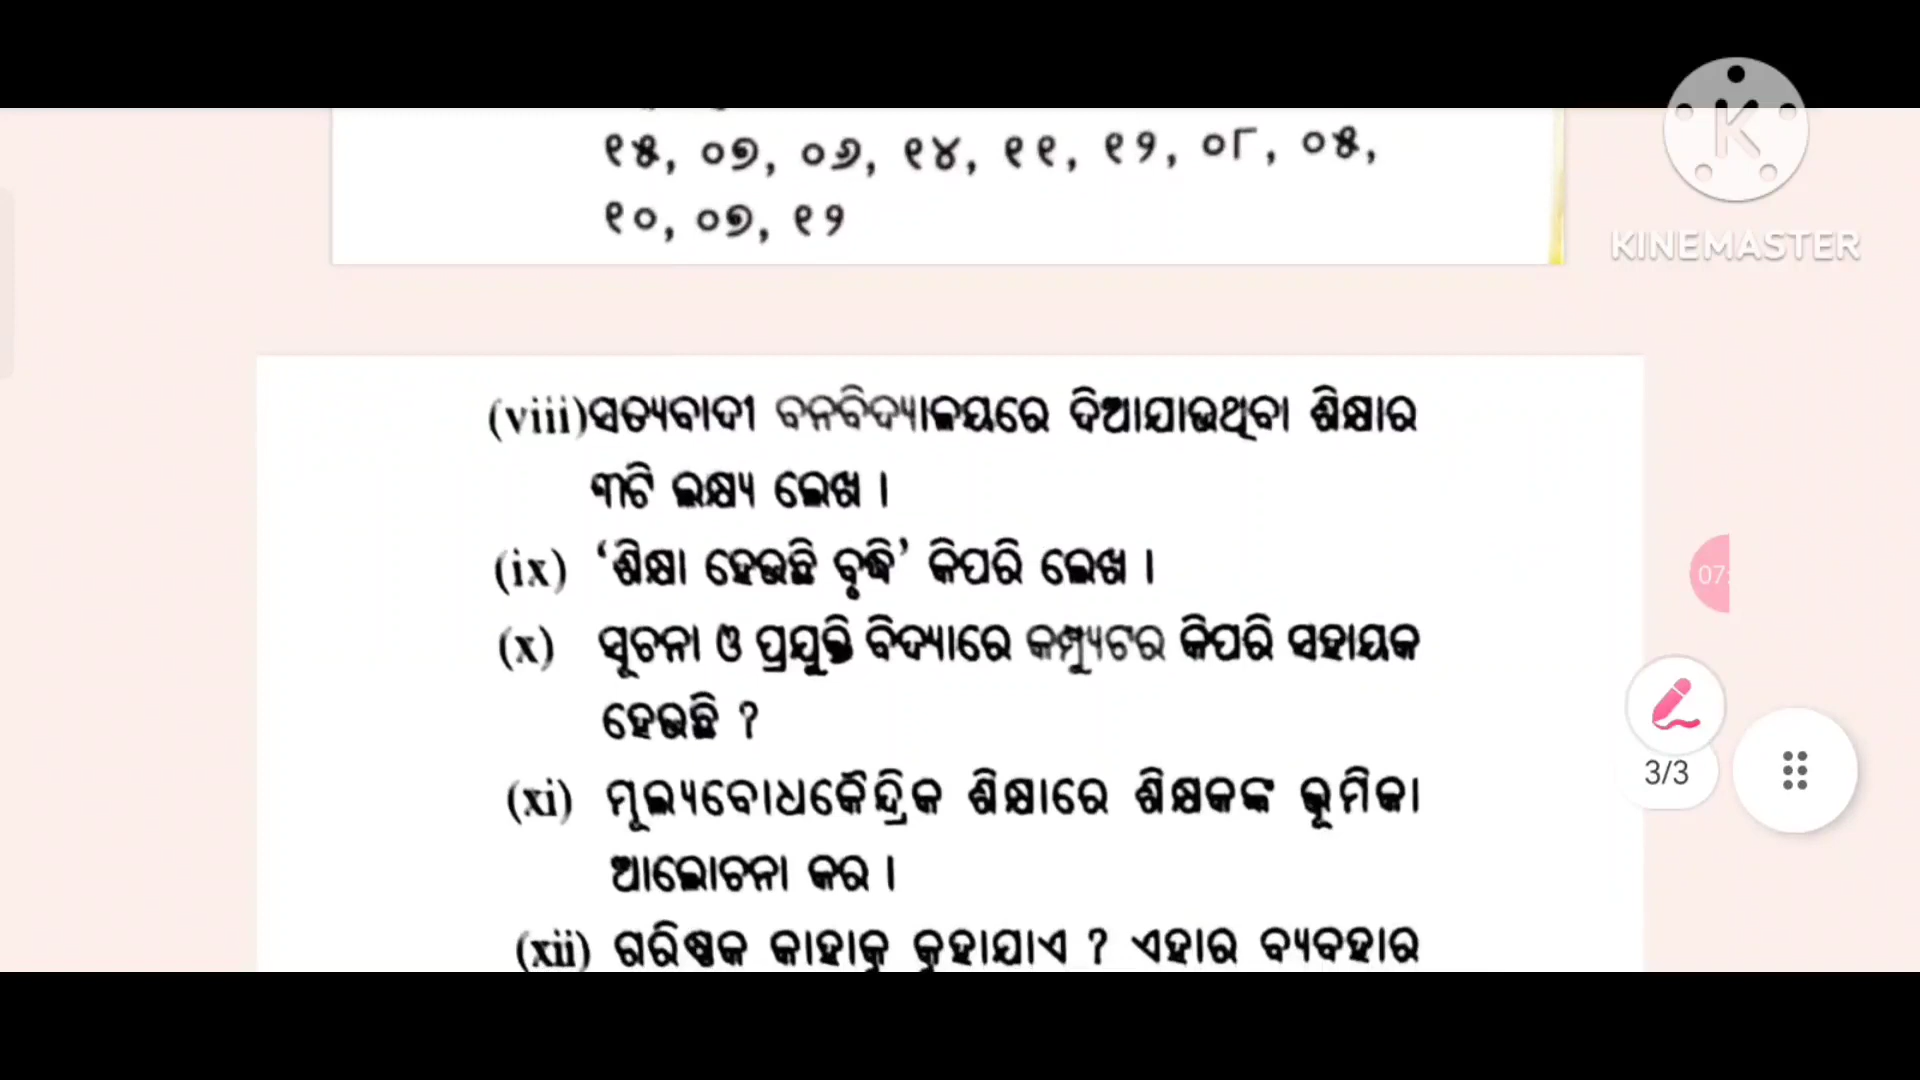 ୧୫, ୦୭, ୦୬, ୧୪, ୧୧, ୧୨, ୦୮, ୦୫,
୧୦, ୦୭, ୧୨
KINEMASTER
(viii) ସତ୍ୟବାଦୀ ବନବିଦ୍ୟାଳୟରେ ଦିଆଯାଉଥିବା ଶିକ୍ଷାର
୩ଟି ଲକ୍ଷ୍ୟ ଲେଖ ।
(ix) ‘ଶିକ୍ଷା ହେଉଛି ବୃଦ୍ଧି’ କିପରି ଲେଖ ।
(x) ସୂଚନା ଓ ପ୍ରଯୁକ୍ତି ବିଦ୍ୟାରେ କମ୍ପ୍ୟୁଟର କିପରି ସହାୟକ
ହେଉଛି ?
(xi) ମୂଲ୍ୟବୋଧକୈନ୍ଦ୍ରିକ ଶିକ୍ଷାରେ ଶିକ୍ଷକଙ୍କ ଭୂମିକା
ଆଲୋଚନା କର ।
(xii) ଗରିଷ୍ଠକ କାହାକୁ କୁହାଯାଏ ? ଏହାର ବ୍ୟବହାର
3/3